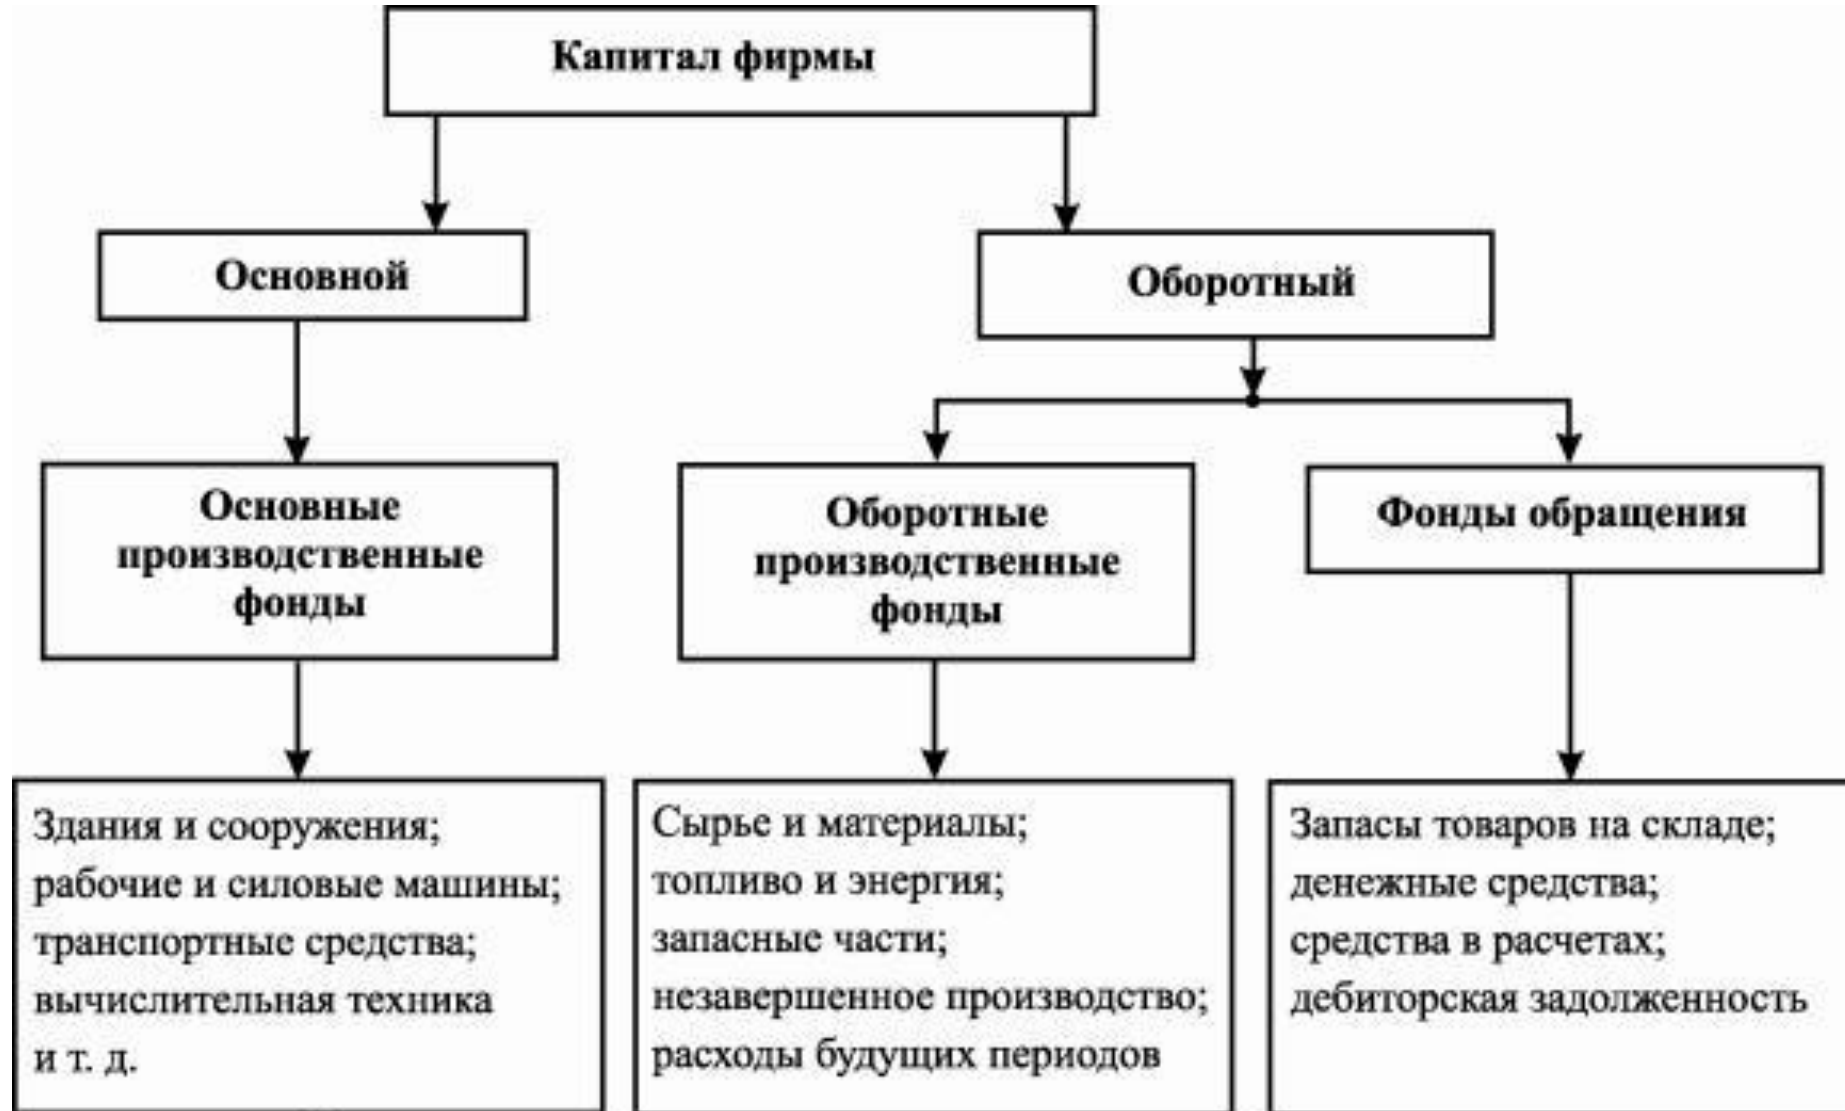 Капитал фирмы
Основной
Оборотный
Основные
производственные
фонды
Оборотные
производственные
фонды
Фонды обращения
Здания и сооружения;
рабочие и силовые машины;
транспортные средства;
вычислительная техника
и т. д.
Сырье и материалы;
топливо и энергия;
запасные части;
незавершенное производство;
расходы будущих периодов
Запасы товаров на складе;
денежные средства;
средства в расчетах;
дебиторская задолженность